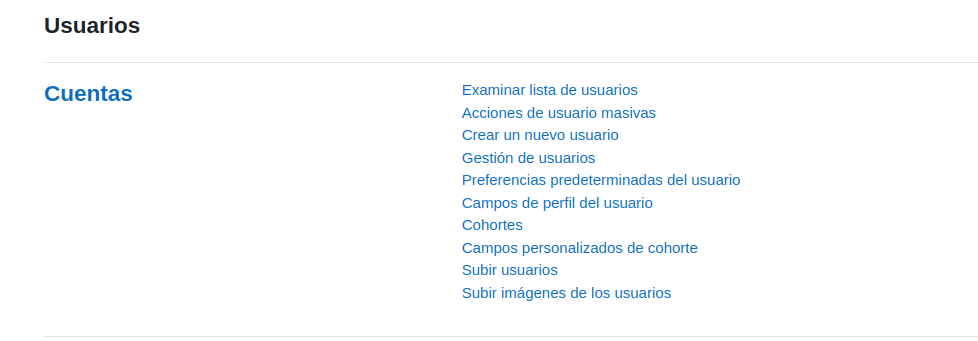 Usuarios
Cuentas
Examinar lista de usuarios
Acciones de usuario masivas
Crear un nuevo usuario
Gestión de usuarios
Preferencias predeterminadas del usuario
Campos de perfil del usuario
Cohortes
Campos personalizados de cohorte
Subir usuarios
Subir imágenes de los usuarios